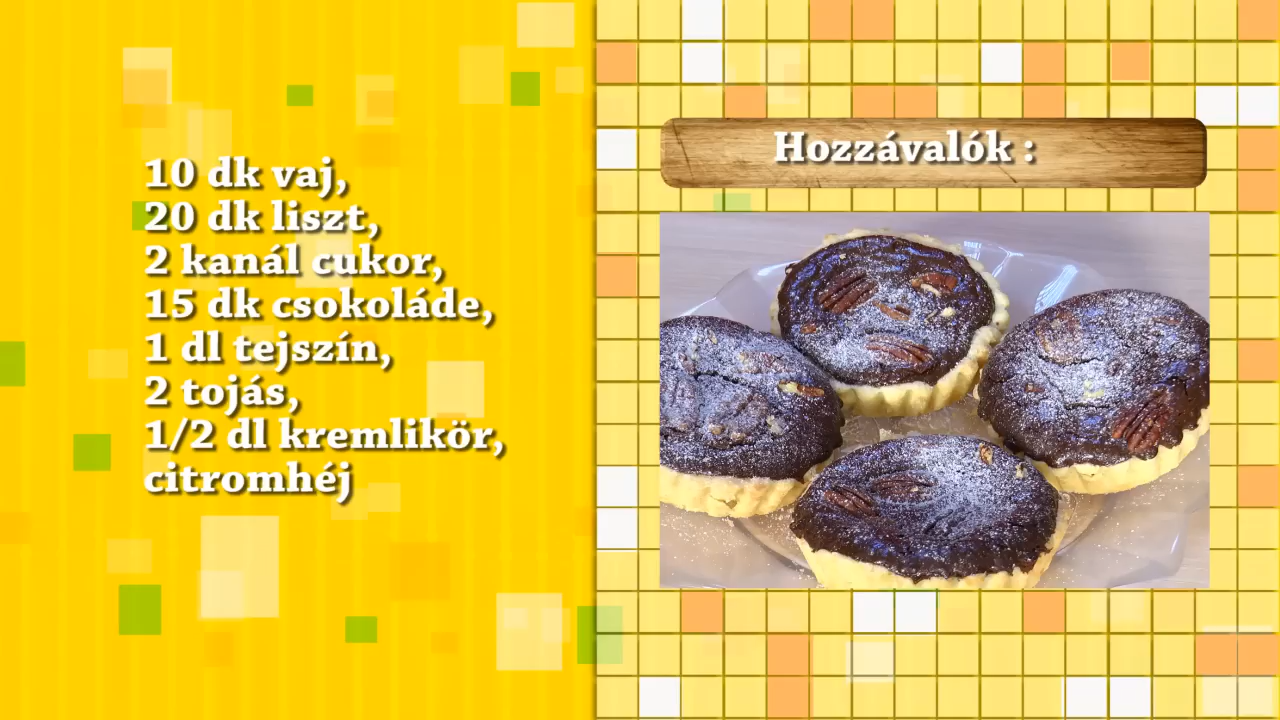 10 dk vaj,
20 dk liszt,
2 kanál cukor,
15 dk csokoláde,
1 dl tejszín,
2 tojás,
1/2 dl kremlikör,
citromhéj
Hozzávalók :